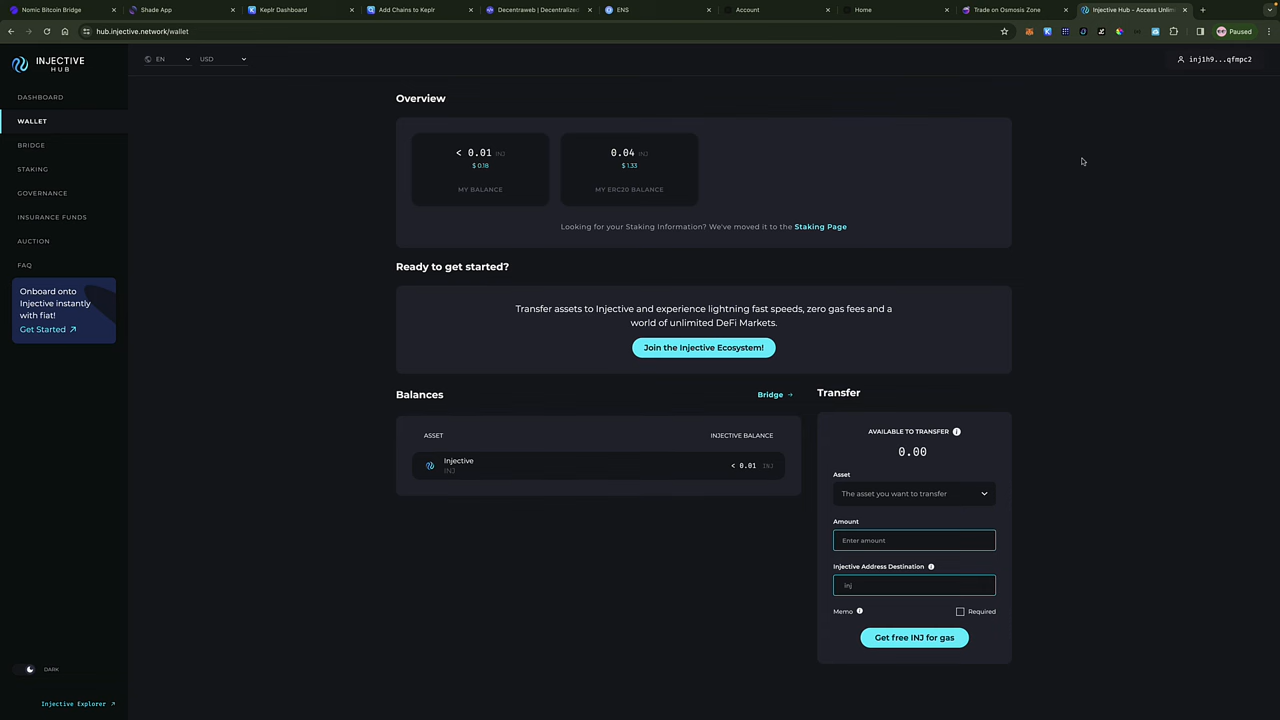 Nomic Bitcoin Bridge
Shade App
Keplr Dashboard
Add Chains to Keplr
Decentraweb | Decentralized
ENS
Account
Home
Trade on Osmosis Zone
Injective Hub - Access Unlim
hub.injective.network/wallet
Paused
INJECTIVE
HUB
EN
USD
inj1h9...qfmpc2
DASHBOARD
WALLET
BRIDGE
STAKING
GOVERNANCE
INSURANCE FUNDS
AUCTION
FAQ
Onboard onto
Injective instantly
with fiat!
Get Started
Overview
< 0.01 INJ
$ 0.18
MY BALANCE
0.04 INJ
$ 1.33
MY ERC20 BALANCE
Looking for your Staking Information? We've moved it to the Staking Page
Ready to get started?
Transfer assets to Injective and experience lightning fast speeds, zero gas fees and a
world of unlimited DeFi Markets.
Join the Injective Ecosystem!
Balances
Bridge
ASSET
INJECTIVE BALANCE
Injective
INJ
< 0.01 INJ
Transfer
AVAILABLE TO TRANSFER
0.00
Asset
The asset you want to transfer
Amount
Enter amount
Injective Address Destination
inj
Memo
Required
Get free INJ for gas
DARK
Injective Explorer